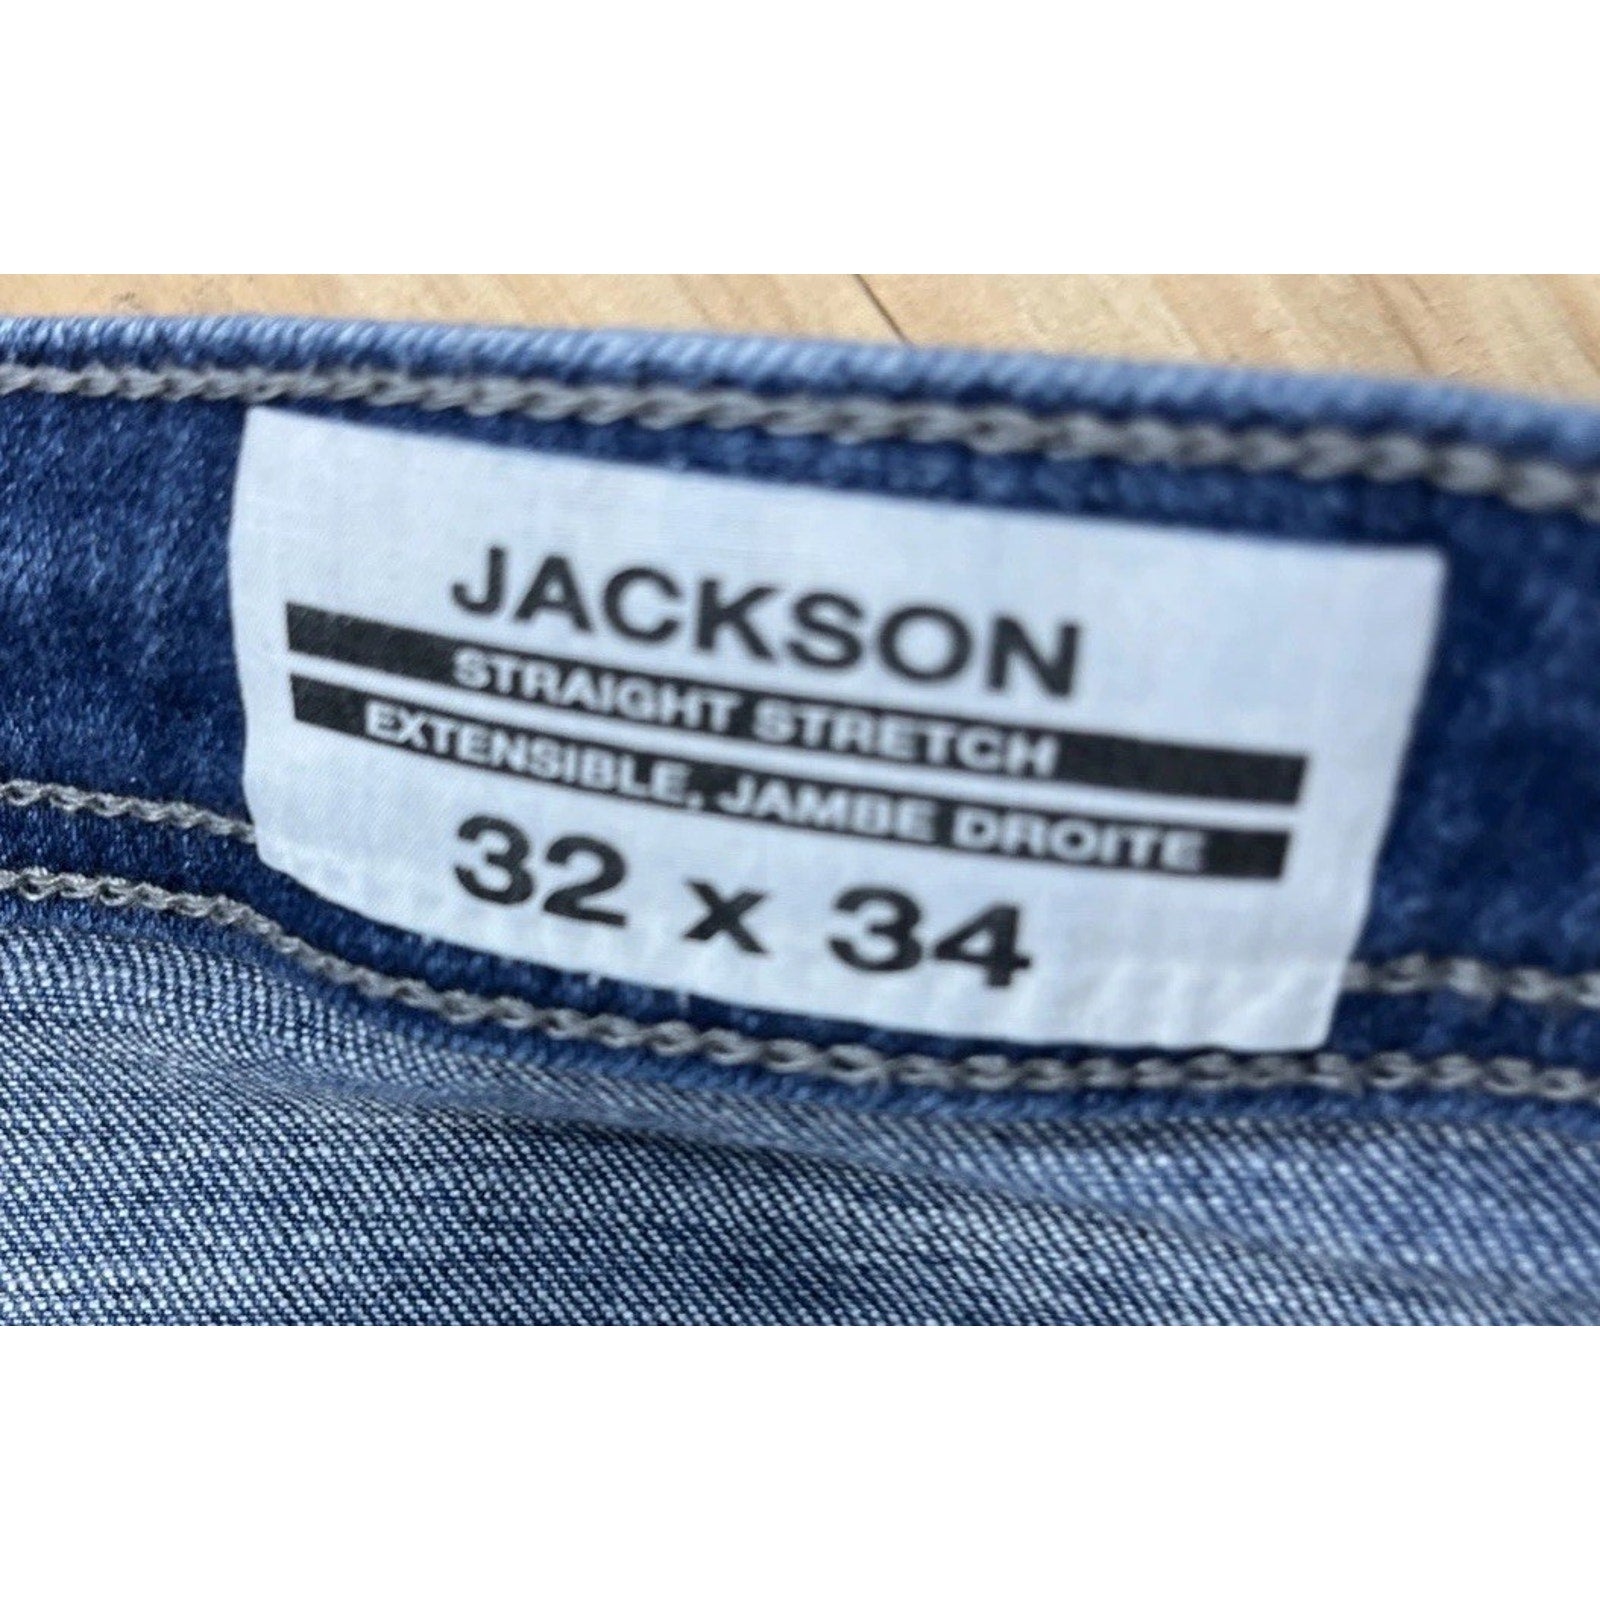 JACKSON
STRAIGHT STRETCH
EXTENSIBLE, JAMBE DROITE
32 x 34